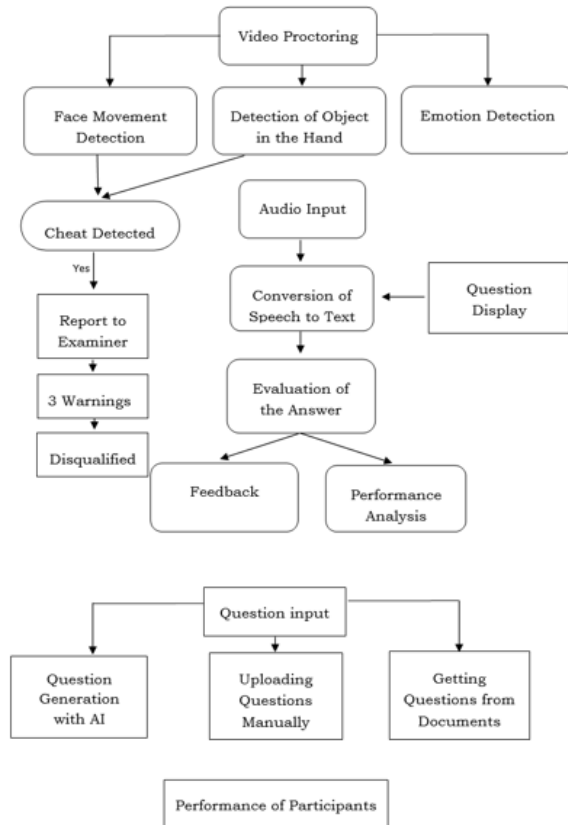 Video Proctoring
Face Movement
Detection
Detection of Object
in the Hand
Emotion Detection
Cheat Detected
Audio Input
Yes
Conversion of
Speech to Text
Question
Display
Report to
Examiner
3 Warnings
Evaluation of
the Answer
Disqualified
Feedback
Performance
Analysis
Question input
Question
Generation
with AI
Uploading
Questions
Manually
Getting
Questions from
Documents
Performance of Participants